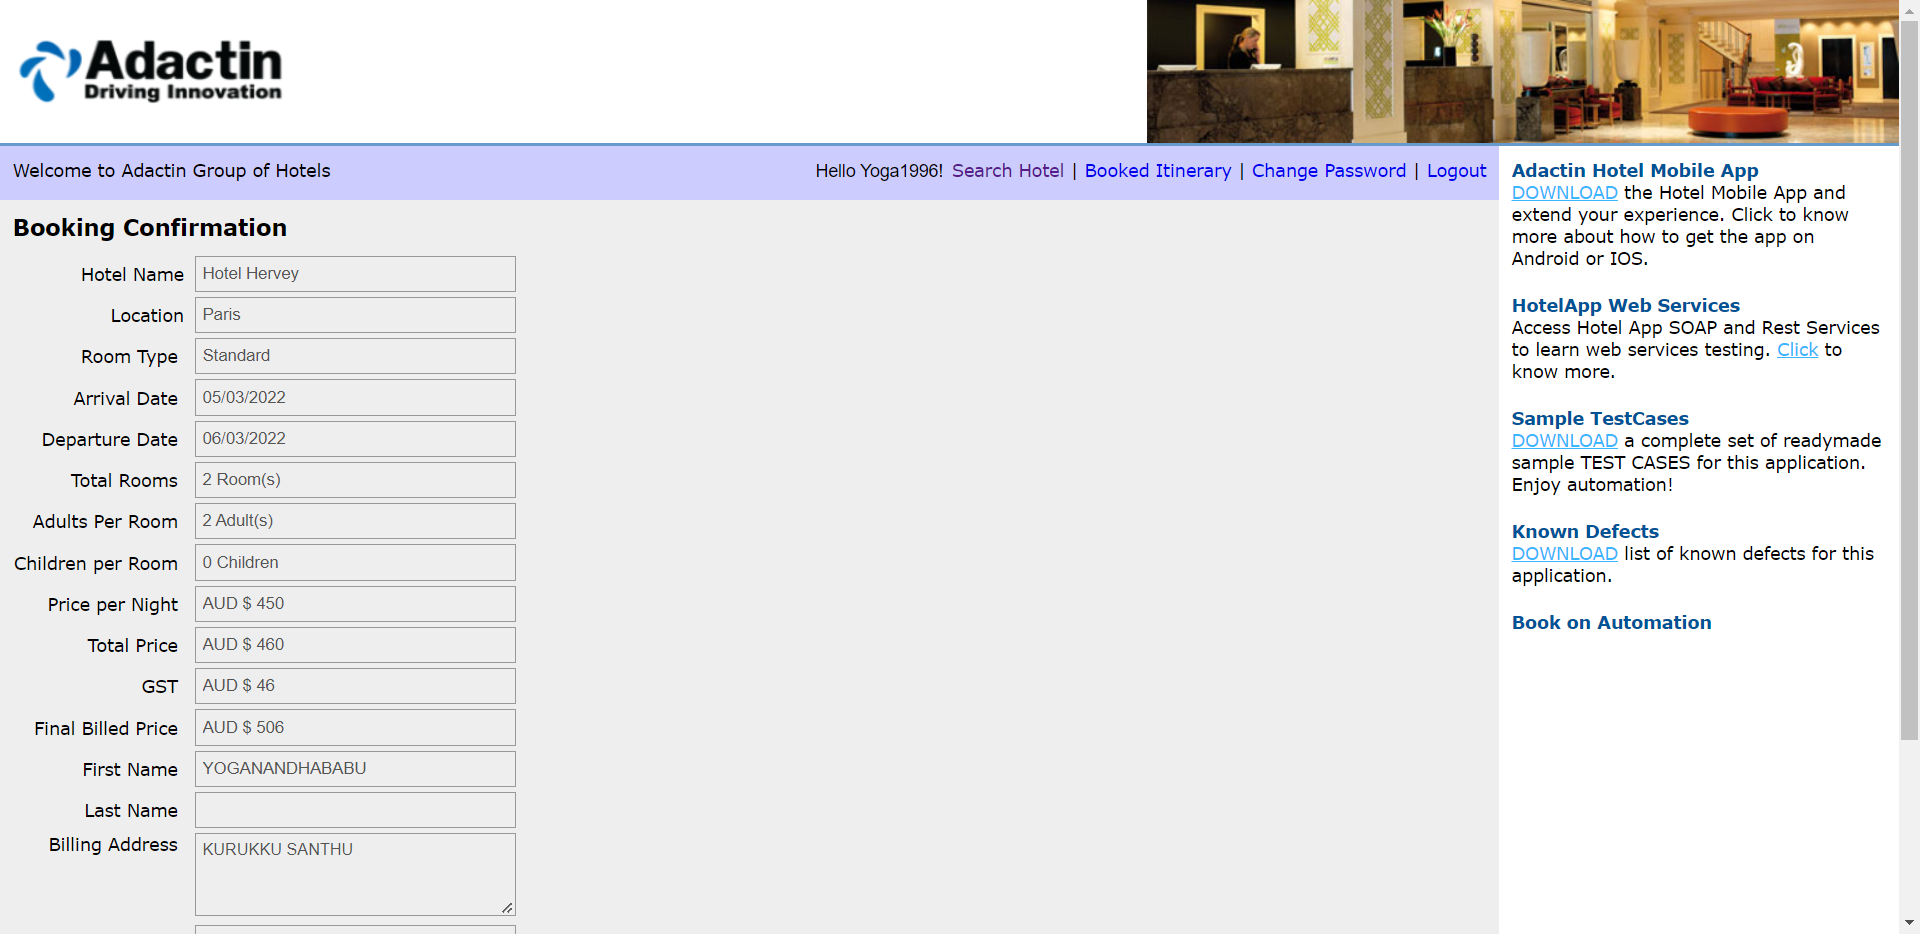 Adactin
Driving Innovation
Welcome to Adactin Group of Hotels
Hello Yoga1996! Search Hotel | Booked Itinerary | Change Password | Logout
Booking Confirmation
Hotel Name Hotel Hervey
Location Paris
Room Type Standard
Arrival Date 05/03/2022
Departure Date 06/03/2022
Total Rooms 2 Room(s)
Adults Per Room 2 Adult(s)
Children per Room 0 Children
Price per Night AUD $ 450
Total Price AUD $ 460
GST AUD $ 46
Final Billed Price AUD $ 506
First Name YOGANANDHABABU
Last Name
Billing Address KURUKKU SANTHU
Adactin Hotel Mobile App
DOWNLOAD the Hotel Mobile App and
extend your experience. Click to know
more about how to get the app on
Android or IOS.
HotelApp Web Services
Access Hotel App SOAP and Rest Services
to learn web services testing. Click to
know more.
Sample TestCases
DOWNLOAD a complete set of readymade
sample TEST CASES for this application.
Enjoy automation!
Known Defects
DOWNLOAD list of known defects for this
application.
Book on Automation